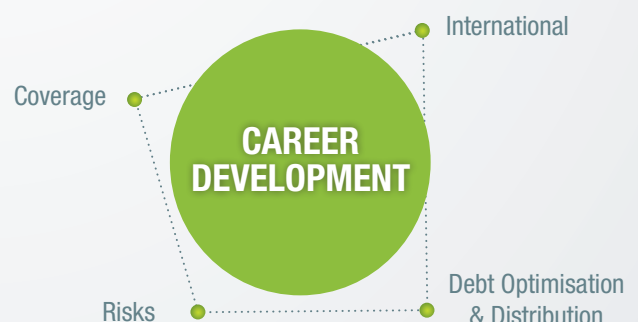 International
Coverage
CAREER
DEVELOPMENT
Debt Optimisation
& Distribution
Risks